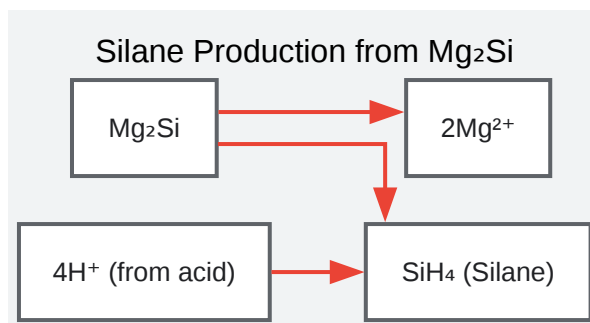 Silane Production from Mg₂Si
Mg₂Si
2Mg²⁺
4H⁺ (from acid)
SiH₄ (Silane)